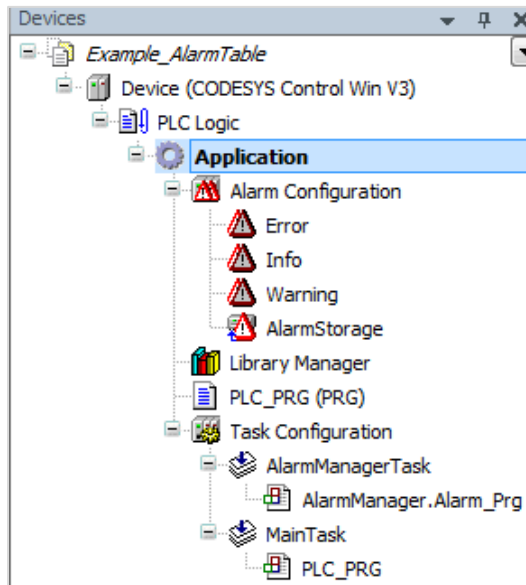 Devices
Example_AlarmTable
Device (CODESYS Control Win V3)
PLC Logic
Application
Alarm Configuration
Error
Info
Warning
AlarmStorage
Library Manager
PLC_PRG (PRG)
Task Configuration
AlarmManagerTask
AlarmManager.Alarm_Prg
MainTask
PLC_PRG